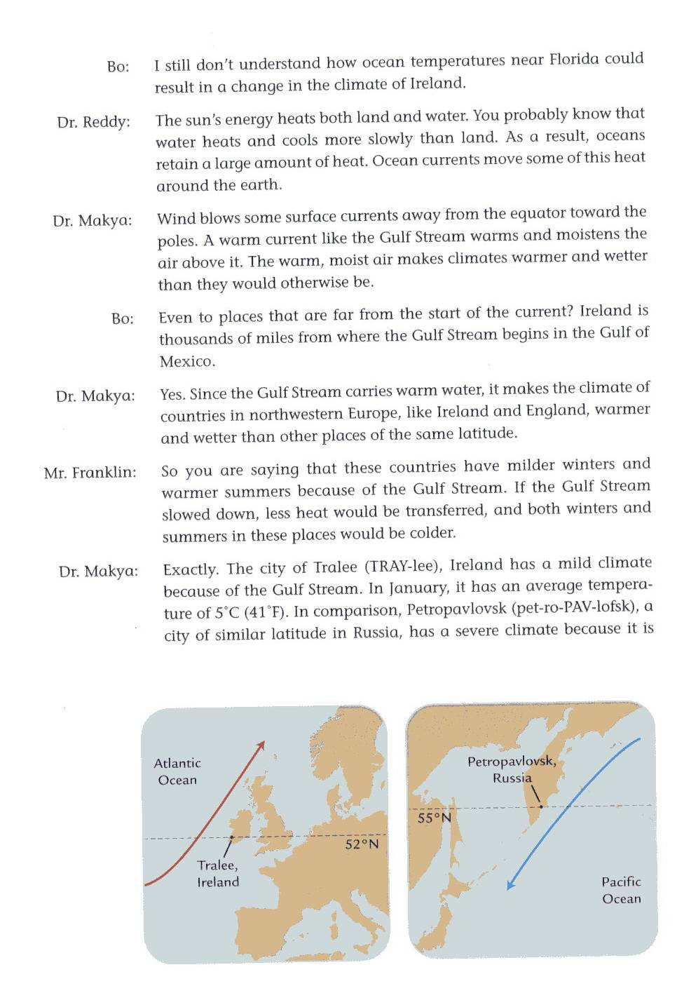 Bo: I still don't understand how ocean temperatures near Florida could
result in a change in the climate of Ireland.
Dr. Reddy: The sun's energy heats both land and water. You probably know that
water heats and cools more slowly than land. As a result, oceans
retain a large amount of heat. Ocean currents move some of this heat
around the earth.
Dr. Makya: Wind blows some surface currents away from the equator toward the
poles. A warm current like the Gulf Stream warms and moistens the
air above it. The warm, moist air makes climates warmer and wetter
than they would otherwise be.
Bo: Even to places that are far from the start of the current? Ireland is
thousands of miles from where the Gulf Stream begins in the Gulf of
Mexico.
Dr. Makya: Yes. Since the Gulf Stream carries warm water, it makes the climate of
countries in northwestern Europe, like Ireland and England, warmer
and wetter than other places of the same latitude.
Mr. Franklin: So you are saying that these countries have milder winters and
warmer summers because of the Gulf Stream. If the Gulf Stream
slowed down, less heat would be transferred, and both winters and
summers in these places would be colder.
Dr. Makya: Exactly. The city of Tralee (TRAY-lee), Ireland has a mild climate
because of the Gulf Stream. In January, it has an average tempera-
ture of 5°C (41°F). In comparison, Petropavlovsk (pet-ro-PAV-lofsk), a
city of similar latitude in Russia, has a severe climate because it is
Atlantic
Ocean
52°N
Tralee,
Ireland
Petropavlovsk,
Russia
55°N
Pacific
Ocean